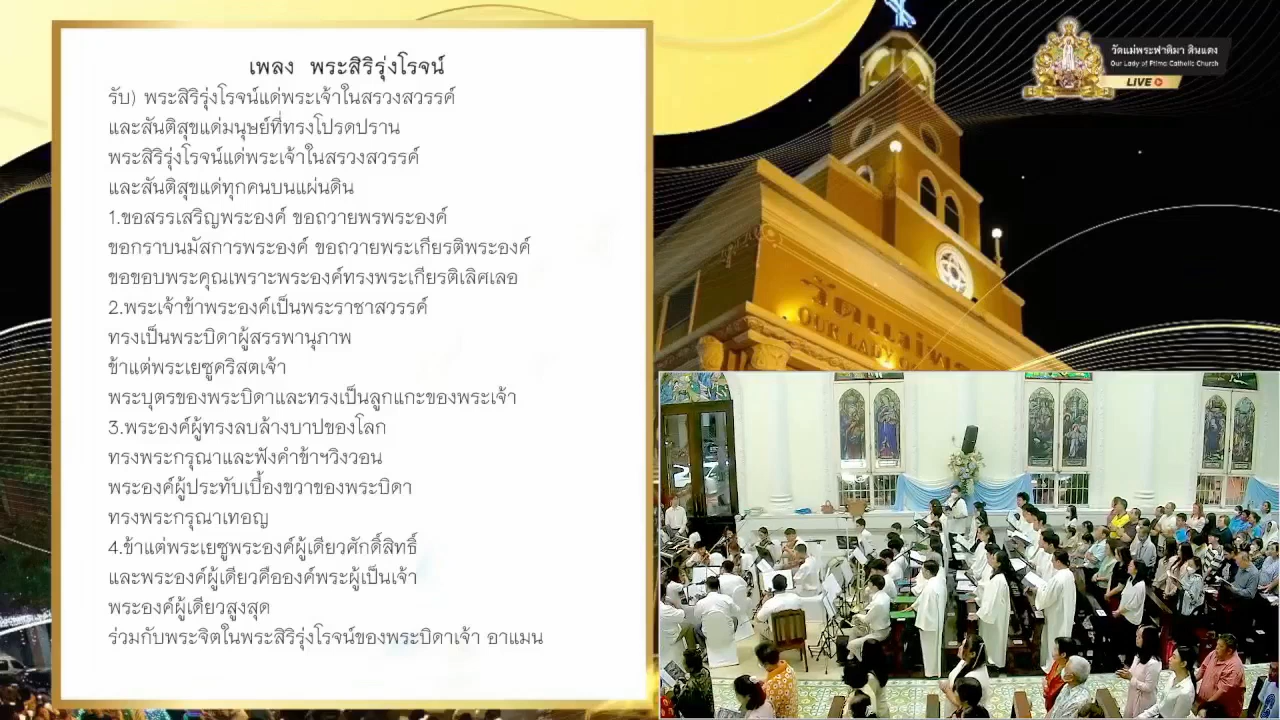 เพลง พระสิริรุ่งโรจน์
รับ) พระสิริรุ่งโรจน์แด่พระเจ้าในสรวงสวรรค์
และสันติสุขแด่มนุษย์ที่ทรงโปรดปราน
พระสิริรุ่งโรจน์แด่พระเจ้าในสรวงสวรรค์
และสันติสุขแด่ทุกคนบนแผ่นดิน
1.ขอสรรเสริญพระองค์ ขอถวายพรพระองค์
ขอกราบนมัสการพระองค์ ขอถวายพระเกียรติพระองค์
ขอขอบพระคุณเพราะพระองค์ทรงพระเกียรติเลิศเลอ
2.พระเจ้าข้าพระองค์เป็นพระราชาสวรรค์
ทรงเป็นพระบิดาผู้สรรพานุภาพ
ข้าแต่พระเยซูคริสตเจ้า
พระบุตรของพระบิดาและทรงเป็นลูกแกะของพระเจ้า
3.พระองค์ผู้ทรงลบล้างบาปของโลก
ทรงพระกรุณาและฟังคำข้าฯวิงวอน
พระองค์ผู้ประทับเบื้องขวาของพระบิดา
ทรงพระกรุณาเทอญ
4.ข้าแต่พระเยซูพระองค์ผู้เดียวศักดิ์สิทธิ์
และพระองค์ผู้เดียวคือองค์พระผู้เป็นเจ้า
พระองค์ผู้เดียวสูงสุด
ร่วมกับพระจิตในพระสิริรุ่งโรจน์ของพระบิดาเจ้า อาแมน
วัดแม่พระฟาติมา ดินแดง
Our Lady of Fatima Catholic Church
LIVE
วัดแม่พระ
OUR LADY